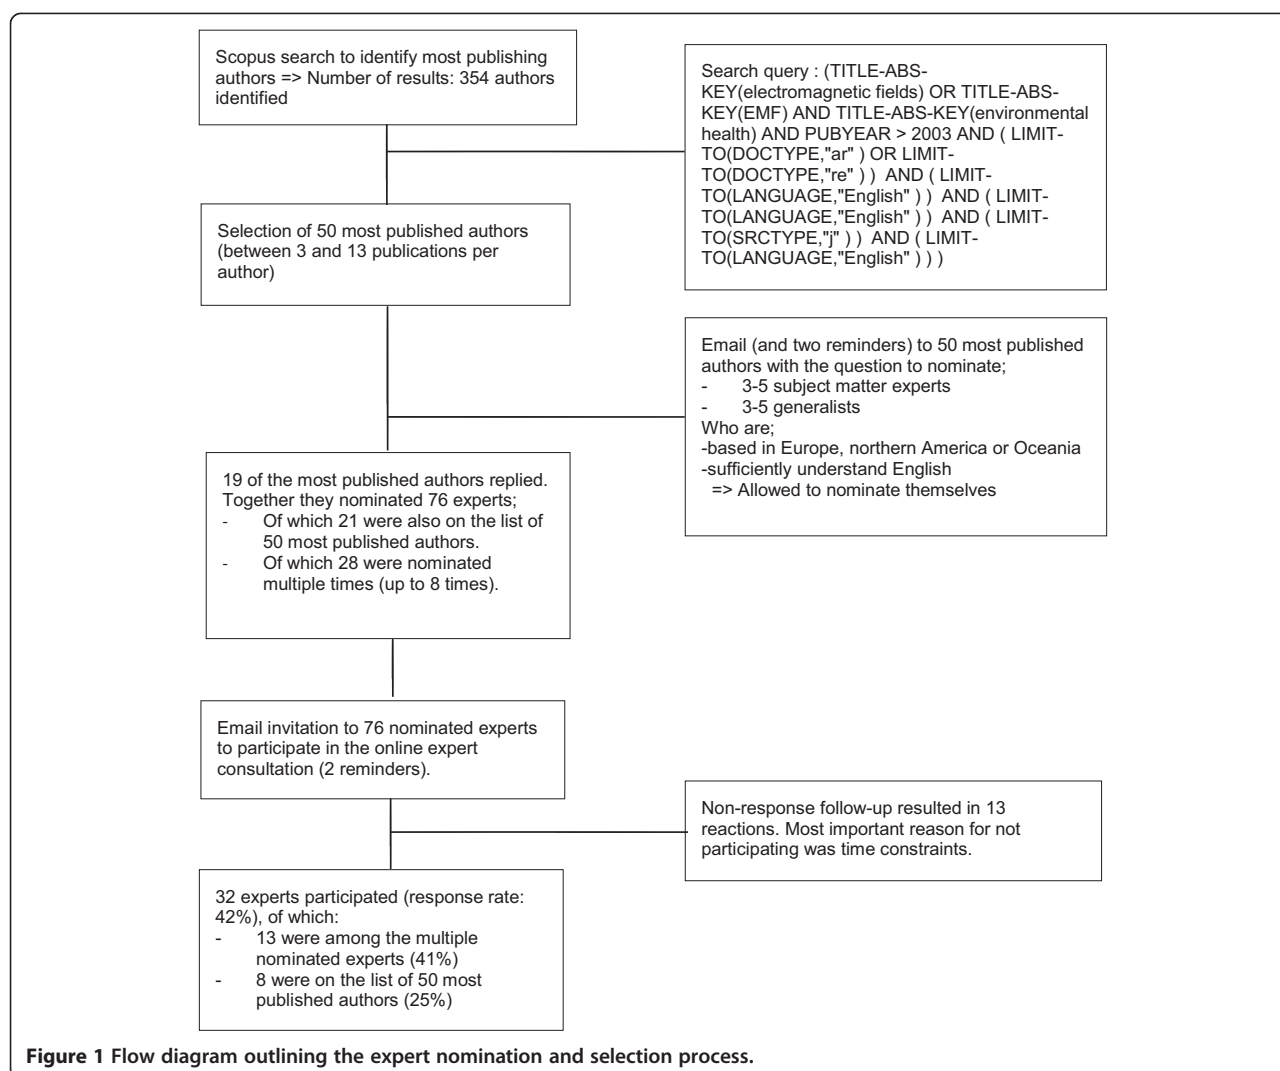 Scopus search to identify most publishing
authors => Number of results: 354 authors
identified
Search query : (TITLE-ABS-
KEY(electromagnetic fields) OR TITLE-ABS-
KEY(EMF) AND TITLE-ABS-KEY(environmental
health) AND PUBYEAR > 2003 AND ( LIMIT-
TO(DOCTYPE,"ar" ) OR LIMIT-
TO(DOCTYPE,"re" ) )  AND ( LIMIT-
TO(LANGUAGE,"English" ) )  AND ( LIMIT-
TO(LANGUAGE,"English" ) )  AND ( LIMIT-
TO(SRCTYPE,"j" ) )  AND ( LIMIT-
TO(LANGUAGE,"English" ) ) )
Selection of 50 most published authors
(between 3 and 13 publications per
author)
Email (and two reminders) to 50 most published
authors with the question to nominate;
- 3-5 subject matter experts
- 3-5 generalists
Who are;
-based in Europe, northern America or Oceania
-sufficiently understand English
=> Allowed to nominate themselves
19 of the most published authors replied.
Together they nominated 76 experts;
- Of which 21 were also on the list of
50 most published authors.
- Of which 28 were nominated
multiple times (up to 8 times).
Email invitation to 76 nominated experts
to participate in the online expert
consultation (2 reminders).
Non-response follow-up resulted in 13
reactions. Most important reason for not
participating was time constraints.
32 experts participated (response rate:
42%), of which:
- 13 were among the multiple
nominated experts (41%)
- 8 were on the list of 50 most
published authors (25%)
Figure 1 Flow diagram outlining the expert nomination and selection process.